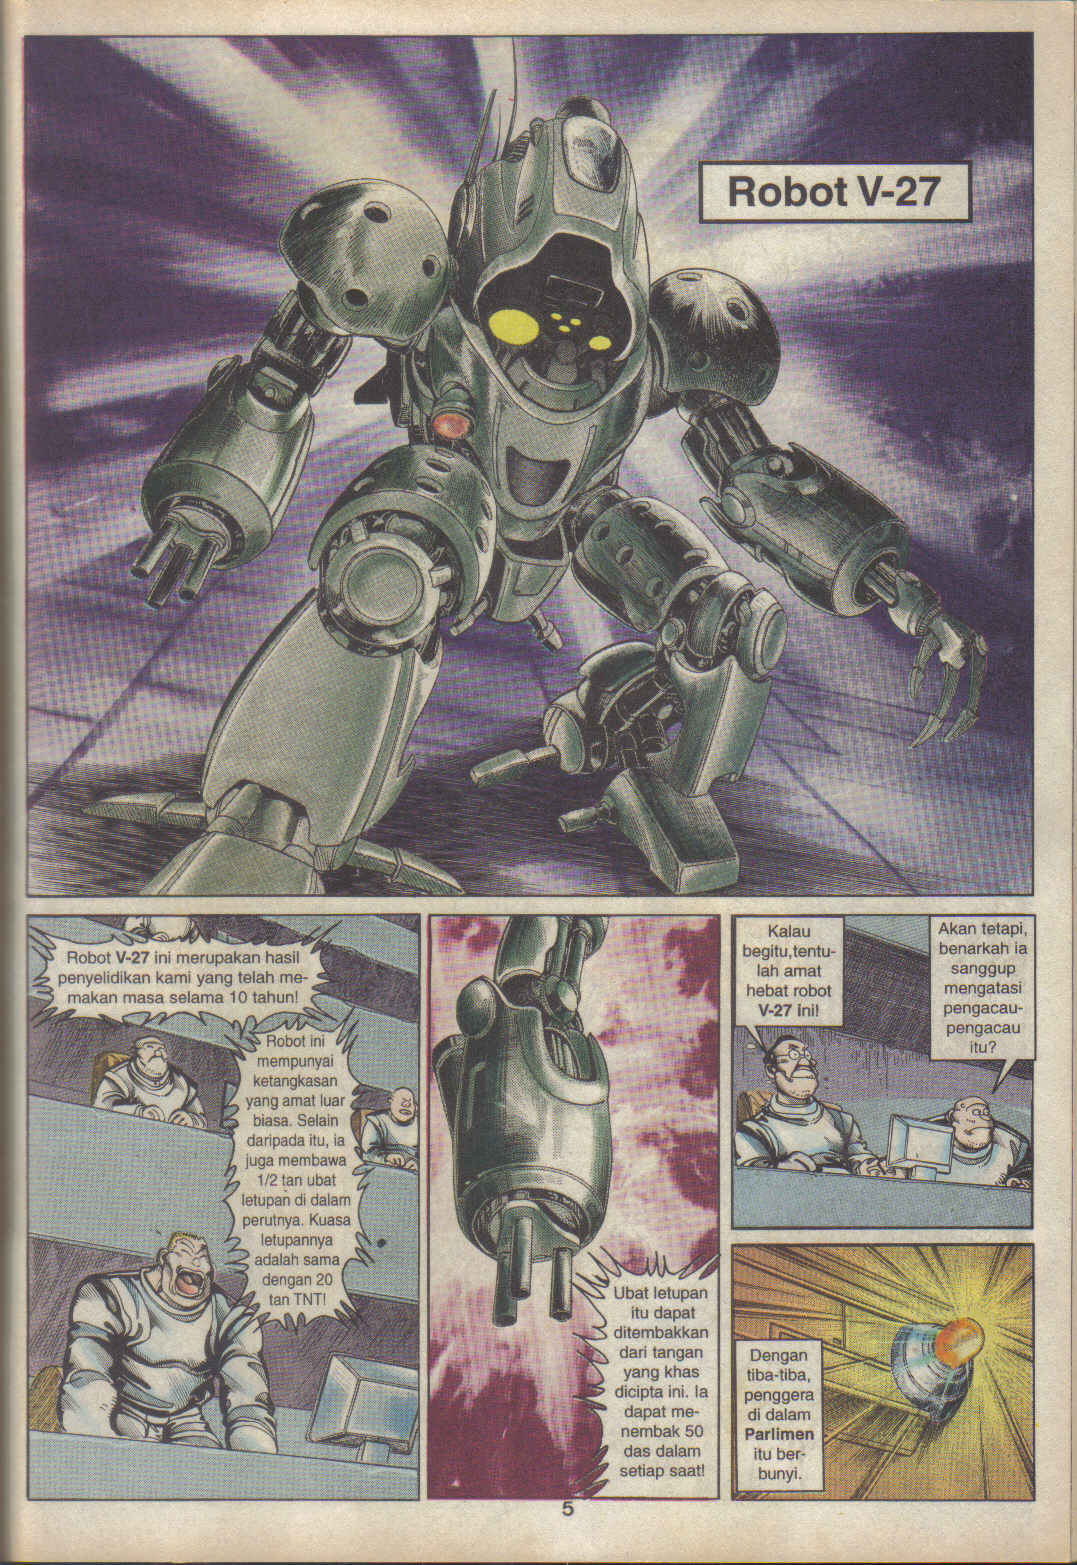 Robot V-27
Robot V-27 ini merupakan hasil
penyelidikan kami yang telah me-
makan masa selama 10 tahun!
Robot ini
mempunyai
ketangkasan
yang amat luar
biasa. Selain
daripada itu, ia
juga membawa
1/2 tan ubat
letupan di dalam
perutnya. Kuasa
letupannya
adalah sama
dengan 20
tan TNT!
Ubat letupan
itu dapat
ditembakkan
dari tangan
yang khas
dicipta ini. Ia
dapat me-
nembak 50
das dalam
setiap saat!
Kalau
begitu,tentu-
lah amat
hebat robot
V-27 Ini!
Akan tetapi,
benarkah ia
sanggup
mengatasi
pengacau-
pengacau
itu?
Dengan
tiba-tiba,
penggera
di dalam
Parlimen
itu ber-
bunyi.
5